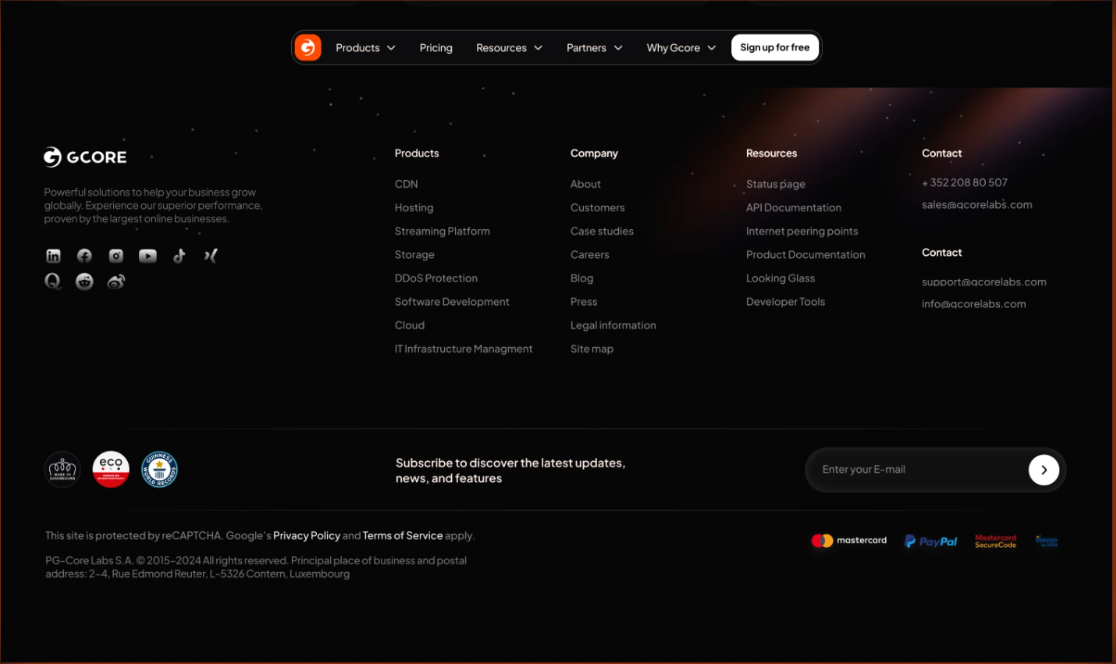 Products
Pricing
Resources
Partners
Why Gcore
Sign up for free
GCORE
Powerful solutions to help your business grow
globally. Experience our superior performance,
proven by the largest online businesses.
Products
CDN
Hosting
Streaming Platform
Storage
DDoS Protection
Software Development
Cloud
IT Infrastructure Managment
Company
About
Customers
Case studies
Careers
Blog
Press
Legal information
Site map
Resources
Status page
API Documentation
Internet peering points
Product Documentation
Looking Glass
Developer Tools
Contact
+ 352 208 80 507
sales@gcorelabs.com
Contact
support@gcorelabs.com
info@gcorelabs.com
MADE IN
LUXEMBOURG
eco
GUINNESS
WORLD RECORDS
Subscribe to discover the latest updates,
news, and features
Enter your E-mail
This site is protected by reCAPTCHA. Google's Privacy Policy and Terms of Service apply.
PG-Core Labs S.A. © 2015–2024 All rights reserved. Principal place of business and postal
address: 2–4, Rue Edmond Reuter, L-5326 Contern, Luxembourg
mastercard
PayPal
Mastercard
SecureCode